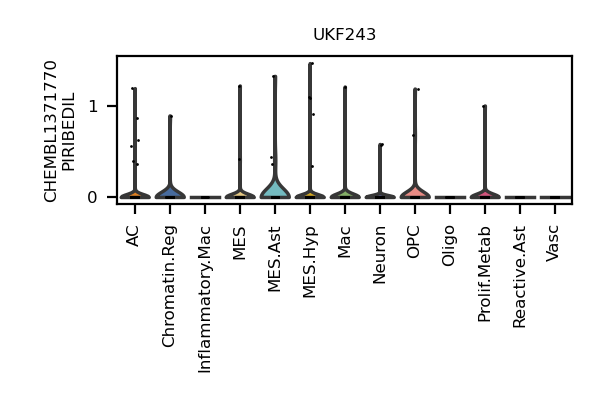 UKF243
CHEMBL1371770
PIRIBEDIL
1
0
AC
Chromatin.Reg
Inflammatory.Mac
MES
MES.Ast
MES.Hyp
Mac
Neuron
OPC
Oligo
Prolif.Metab
Reactive.Ast
Vasc